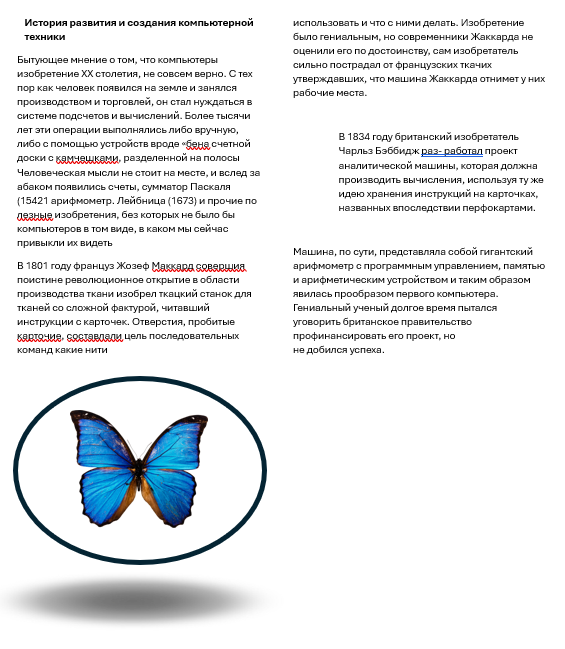 История развития и создания компьютерной
техники
Бытующее мнение о том, что компьютеры
изобретение XX столетия, не совсем верно. С тех
пор как человек появился на земле и занялся
производством и торговлей, он стал нуждаться в
системе подсчетов и вычислений. Более тысячи
лет эти операции выполнялись либо вручную,
либо с помощью устройств вроде «бена счетной
доски с камчешками, разделенной на полосы
Человеческая мысли не стоит на месте, и вслед за
абаком появились счеты, сумматор Паскаля
(15421 арифмометр. Лейбница (1673) и прочие по
лезные изобретения, без которых не было бы
компьютеров в том виде, в каком мы сейчас
привыкли их видеть
В 1801 году француз Жозеф Маккард совершия
поистине революционное открытие в области
производства ткани изобрел ткацкий станок для
тканей со сложной фактурой, читавший
инструкции с карточек. Отверстия, пробитые
карточие, составлали цель последовательных
команд какие нити
использовать и что с ними делать. Изобретение
было гениальным, но современники Жаккарда не
оценили его по достоинству, сам изобретатель
сильно пострадал от французских ткачих
утверждавших, что машина Жаккарда отнимет у них
рабочие места.
В 1834 году британский изобретатель
Чарльз Бэббидж раз- работал проект
аналитической машины, которая должна
производить вычисления, используя ту же
идею хранения инструкций на карточках,
названных впоследствии перфокартами.
Машина, по сути, представляла собой гигантский
арифмометр с программным управлением, памятью
и арифметическим устройством и таким образом
явилась прообразом первого компьютера.
Гениальный ученый долгое время пытался
уговорить британское правительство
профинансировать его проект, но
не добился успеха.